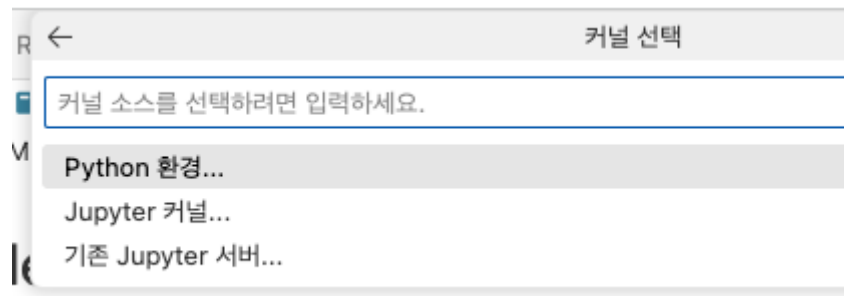 커널 선택
R
커널 소스를 선택하려면 입력하세요.
M
Python 환경...
Jupyter 커널...
기존 Jupyter 서버...
le